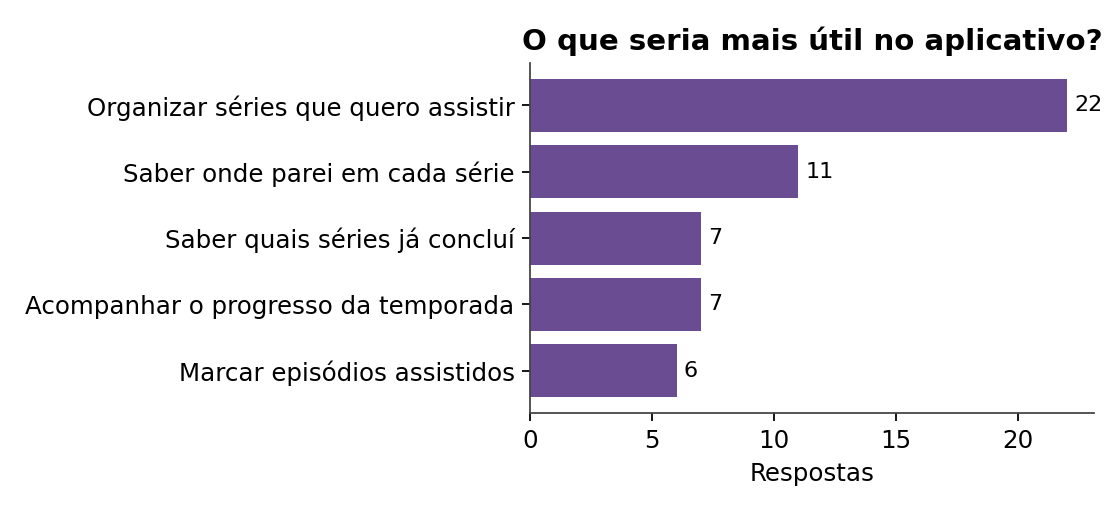 O que seria mais útil no aplicativo?
Organizar séries que quero assistir 22
Saber onde parei em cada série 11
Saber quais séries já concluí 7
Acompanhar o progresso da temporada 7
Marcar episódios assistidos 6
0 5 10 15 20
Respostas